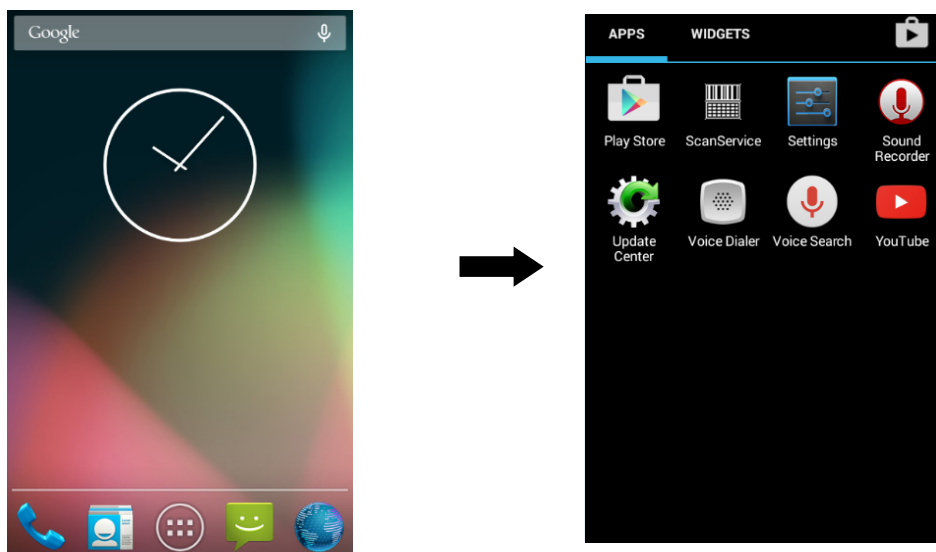 Google
APPS WIDGETS
Play Store ScanService Settings Sound
Recorder
Update Voice Dialer Voice Search YouTube
Center